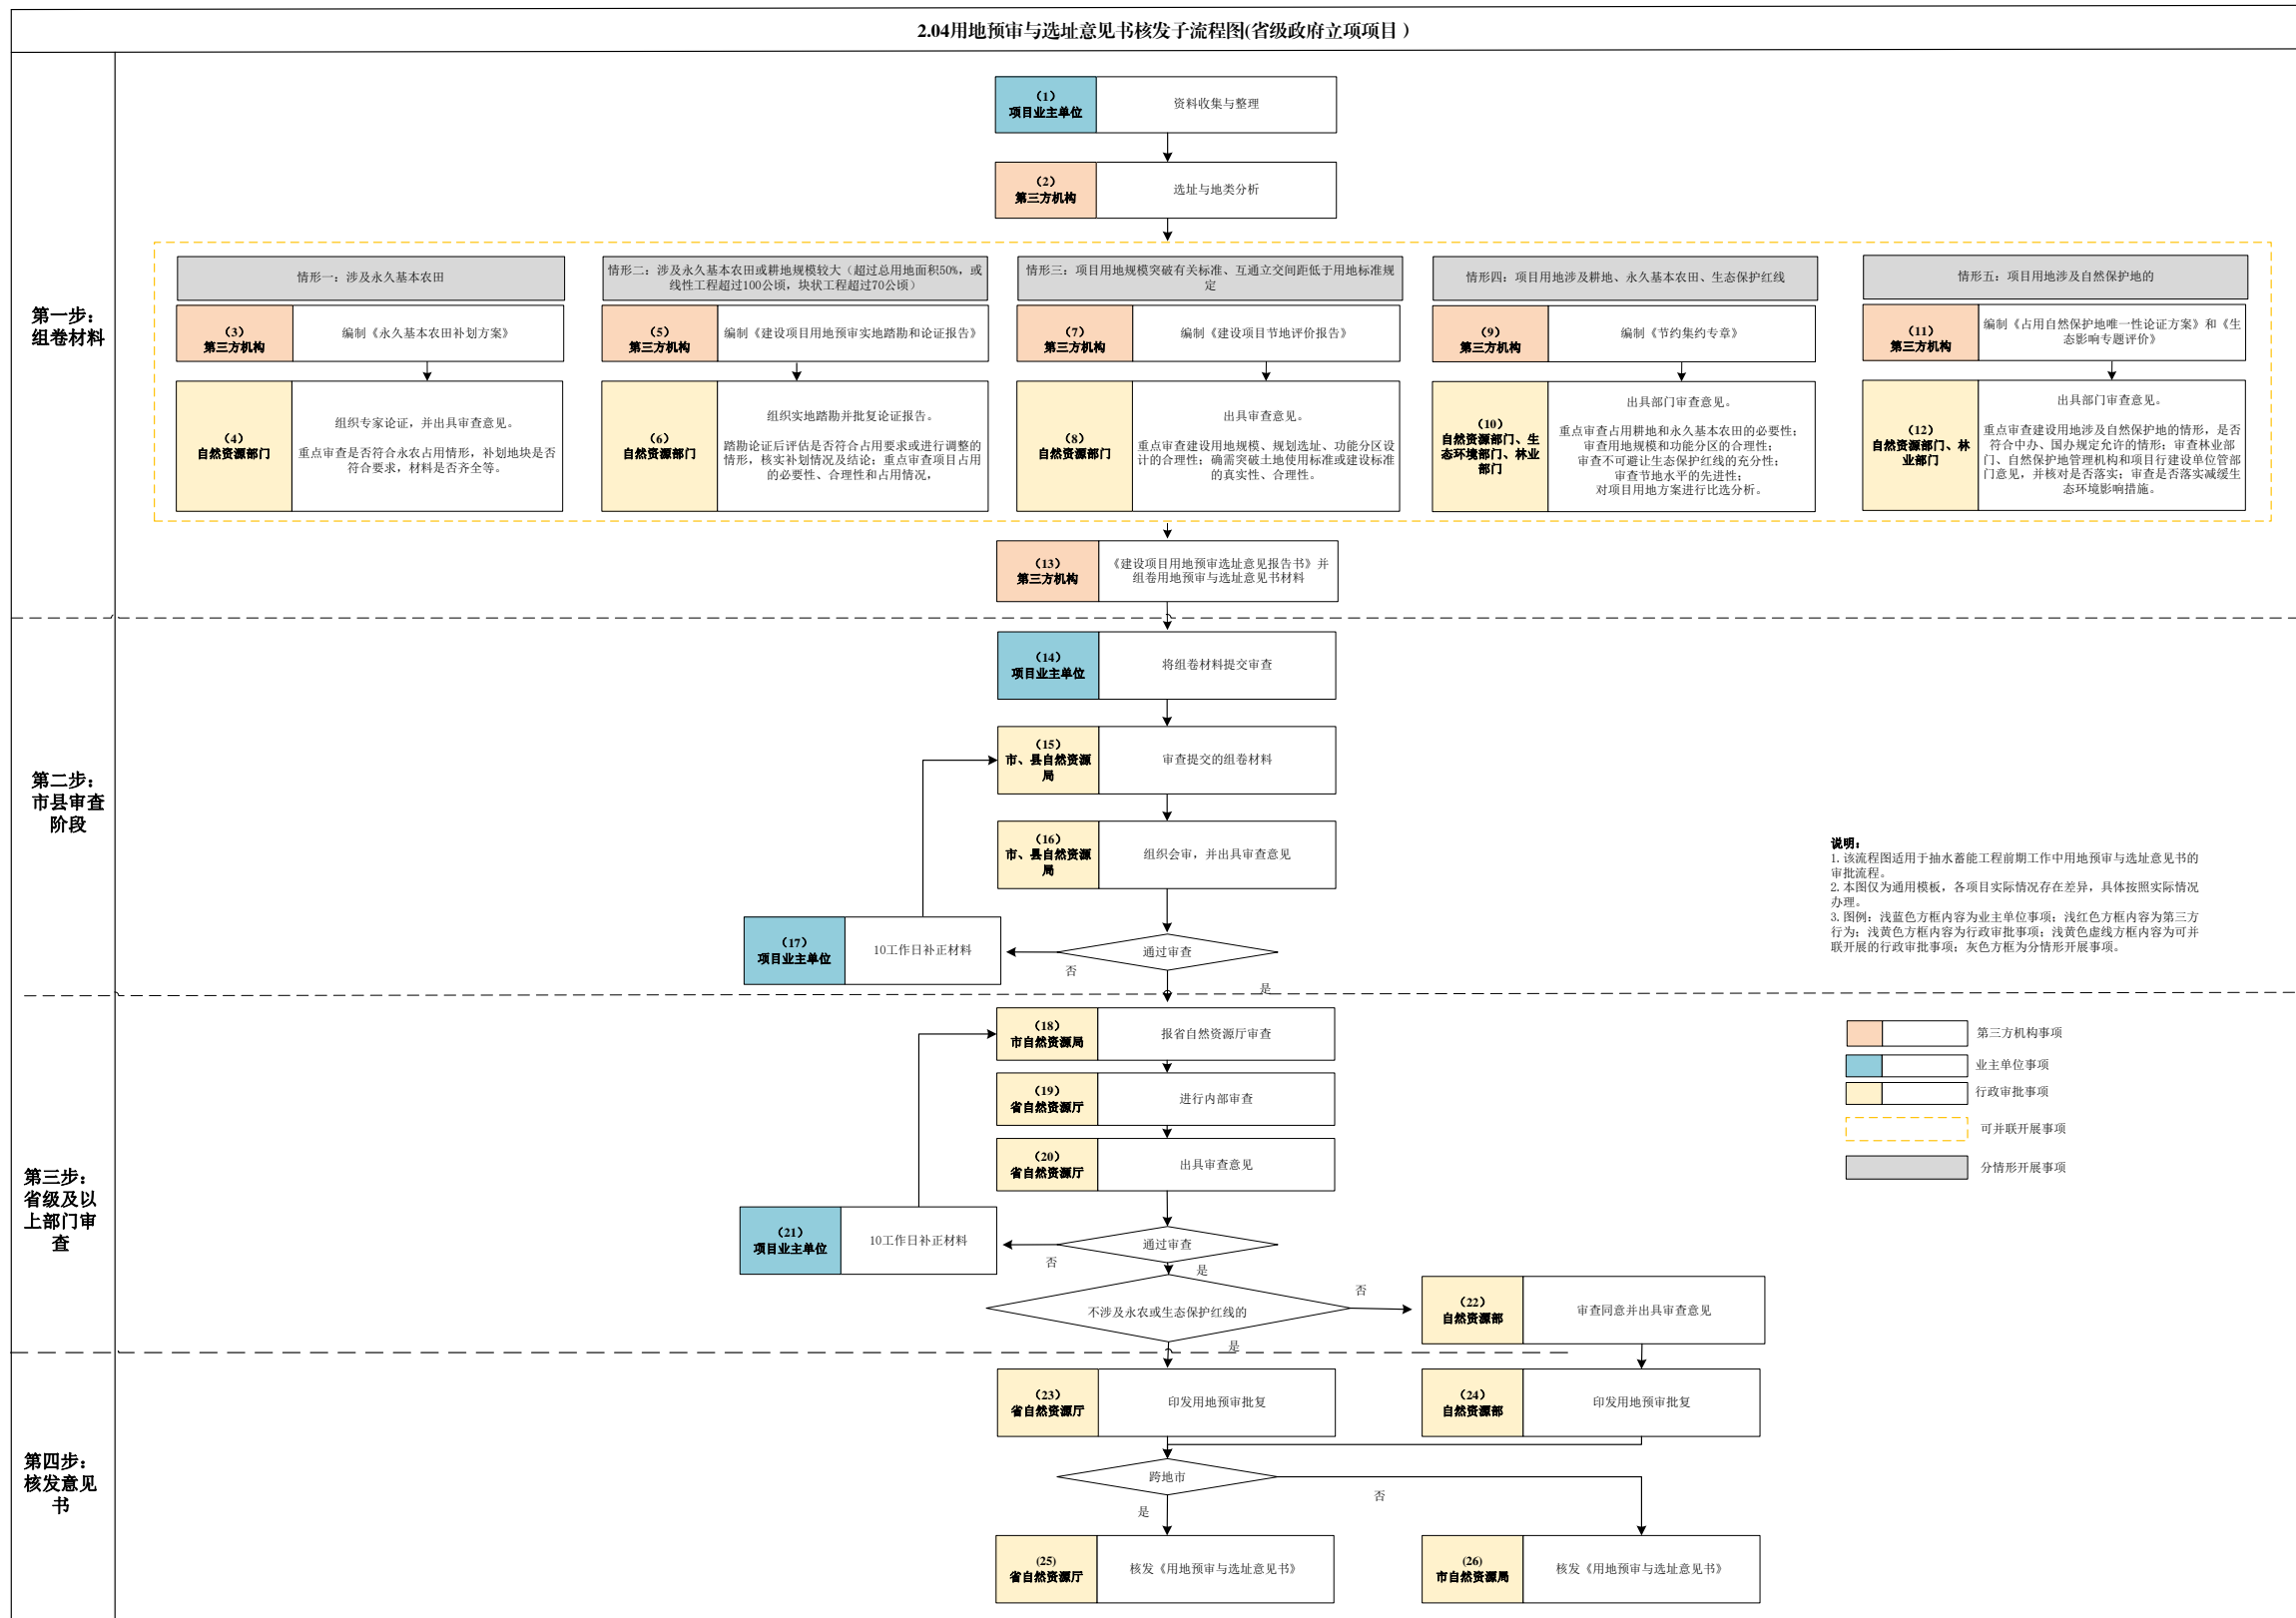 2.04用地预审与选址意见书核发子流程图(省级政府立项项目）
第一步：
组卷材料
（1）
项目业主单位
资料收集与整理
（2）
第三方机构
选址与地类分析
情形一：涉及永久基本农田
（3）
第三方机构
编制《永久基本农田补划方案》
（4）
自然资源部门
组织专家论证，并出具审查意见。
重点审查是否符合永农占用情形，补划地块是否
符合要求，材料是否齐全等。
情形二：涉及永久基本农田或耕地规模较大（超过总用地面积50%，或
线性工程超过100公顷，块状工程超过70公顷）
（5）
第三方机构
编制《建设项目用地预审实地踏勘和论证报告》
（6）
自然资源部门
组织实地踏勘并批复论证报告。
踏勘论证后评估是否符合占用要求或进行调整的
情形，核实补划情况及结论；重点审查项目占用
的必要性、合理性和占用情况，
情形三：项目用地规模突破有关标准、互通立交间距低于用地标准规
定
（7）
第三方机构
编制《建设项目节地评价报告》
（8）
自然资源部门
出具审查意见。
重点审查建设用地规模、规划选址、功能分区设
计的合理性；确需突破土地使用标准或建设标准
的真实性、合理性。
情形四：项目用地涉及耕地、永久基本农田、生态保护红线
（9）
第三方机构
编制《节约集约专章》
（10）
自然资源部门、生
态环境部门、林业
部门
出具部门审查意见。
重点审查占用耕地和永久基本农田的必要性；
审查用地规模和功能分区的合理性；
审查不可避让生态保护红线的充分性；
审查节地水平的先进性；
对项目用地方案进行比选分析。
情形五：项目用地涉及自然保护地的
（11）
第三方机构
编制《占用自然保护地唯一性论证方案》和《生
态影响专题评价》
（12）
自然资源部门、林
业部门
出具部门审查意见。
重点审查建设用地涉及自然保护地的情形，是否
符合中办、国办规定允许的情形；审查林业部
门、自然保护地管理机构和项目行建设单位管部
门意见，并核对是否落实；审查是否落实减缓生
态环境影响措施。
（13）
第三方机构
《建设项目用地预审选址意见报告书》并
组卷用地预审与选址意见书材料
第二步：
市县审查
阶段
（14）
项目业主单位
将组卷材料提交审查
（15）
市、县自然资源
局
审查提交的组卷材料
（16）
市、县自然资源
局
组织会审，并出具审查意见
（17）
项目业主单位
10工作日补正材料
通过审查
否
是
说明：
1.该流程图适用于抽水蓄能工程前期工作中用地预审与选址意见书的
审批流程。
2.本图仅为通用模板，各项目实际情况存在差异，具体按照实际情况
办理。
3.图例：浅蓝色方框内容为业主单位事项；浅红色方框内容为第三方
行为；浅黄色方框内容为行政审批事项；浅黄色虚线方框内容为可并
联开展的行政审批事项；灰色方框为分情形开展事项。
第三方机构事项
业主单位事项
行政审批事项
可并联开展事项
分情形开展事项
第三步：
省级及以
上部门审
查
（18）
市自然资源局
报省自然资源厅审查
（19）
省自然资源厅
进行内部审查
（20）
省自然资源厅
出具审查意见
（21）
项目业主单位
10工作日补正材料
通过审查
否
是
不涉及永农或生态保护红线的
否
是
（22）
自然资源部
审查同意并出具审查意见
第四步：
核发意见
书
（23）
省自然资源厅
印发用地预审批复
（24）
自然资源部
印发用地预审批复
跨地市
是
否
(25)
省自然资源厅
核发《用地预审与选址意见书》
(26)
市自然资源局
核发《用地预审与选址意见书》